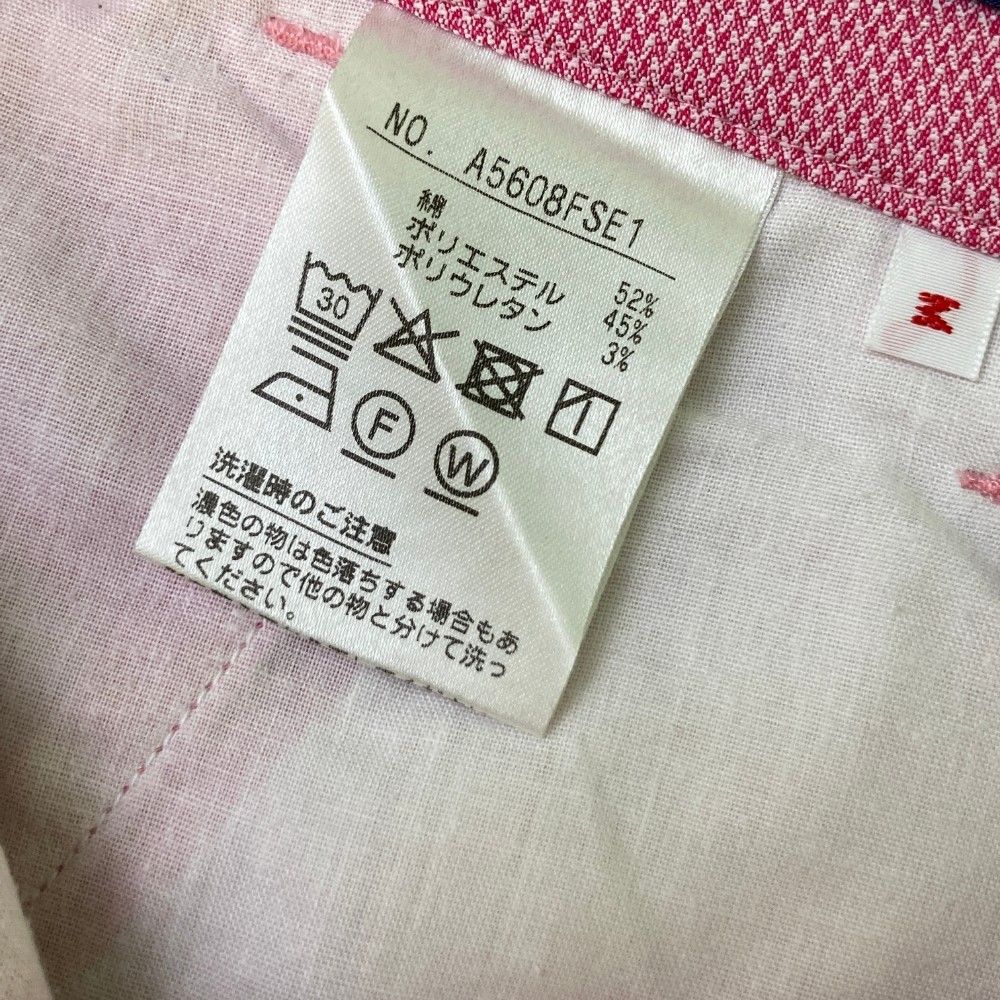 NO. A5608FSE1
綿 52%
ポリエステル 45%
ポリウレタン 3%
30
F
W
洗濯時のご注意
濃色の物は色落ちする場合もあ
りますので他の物と分けて洗っ
てください。
M